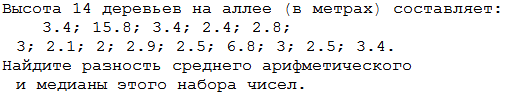 Высота 14 деревьев на аллее (в метрах) составляет:
3.4; 15.8; 3.4; 2.4; 2.8;
3; 2.1; 2; 2.9; 2.5; 6.8; 3; 2.5; 3.4.
Найдите разность среднего арифметического
и медианы этого набора чисел.